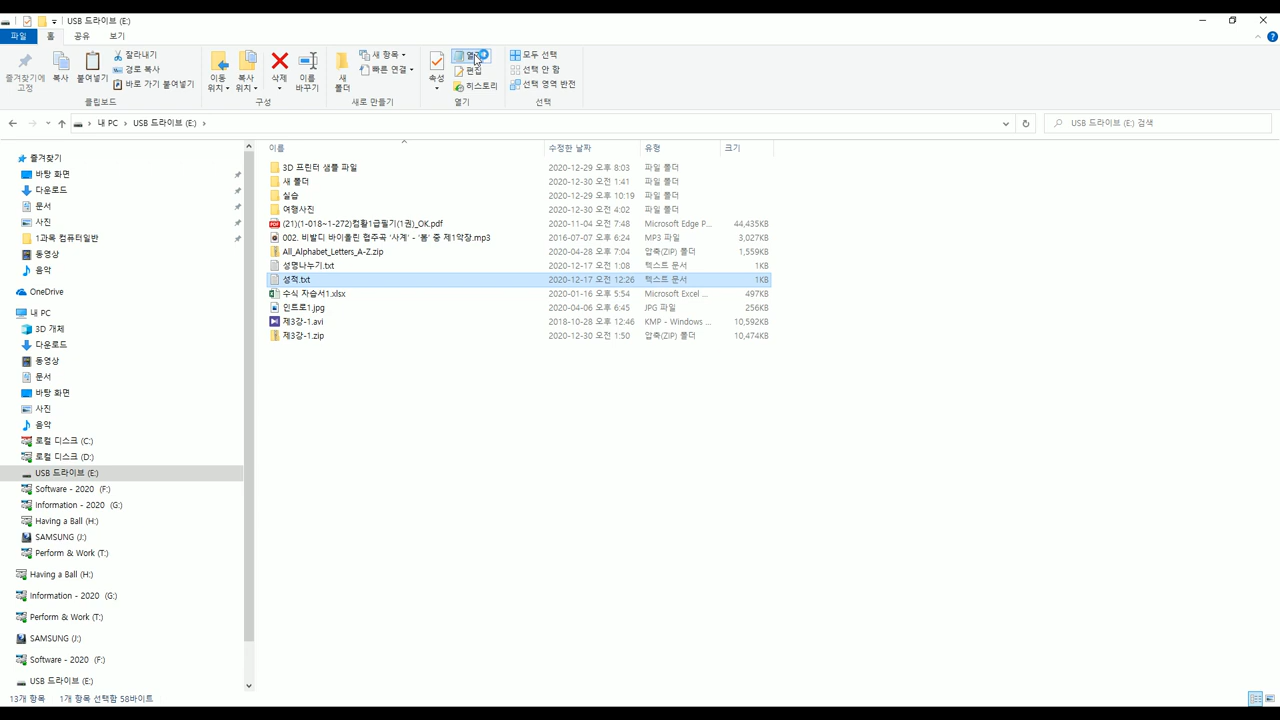 USB 드라이브 (E:)
파일 홈 공유 보기
즐겨찾기에 고정
복사
붙여넣기
잘라내기
경로 복사
바로 가기 붙여넣기
클립보드
이동 위치
복사 위치
삭제
이름 바꾸기
구성
새 폴더
새 항목
빠른 연결
새로 만들기
속성
편집
히스토리
열기
모두 선택
선택 안 함
선택 영역 반전
선택
내 PC > USB 드라이브 (E:) >
USB 드라이브 (E:) 검색
이름 수정한 날짜 유형 크기
3D 프린터 샘플 파일 2020-12-29 오후 8:03 파일 폴더
새 폴더 2020-12-30 오전 1:41 파일 폴더
실습 2020-12-29 오후 10:19 파일 폴더
여행사진 2020-12-30 오전 4:02 파일 폴더
(21)(1-018~1-272)컴활1급필기(1권)_OK.pdf 2020-11-04 오전 7:48 Microsoft Edge P... 44,435KB
002. 비발디 바이올린 협주곡 '사계' - '봄' 중 제1악장.mp3 2016-07-07 오후 6:24 MP3 파일 3,027KB
All_Alphabet_Letters_A-Z.zip 2020-04-28 오후 7:04 압축(ZIP) 폴더 1,559KB
성명나누기.txt 2020-12-17 오전 1:08 텍스트 문서 1KB
성적.txt 2020-12-17 오전 12:26 텍스트 문서 1KB
수식 자습서1.xlsx 2020-01-16 오후 5:54 Microsoft Excel ... 497KB
인트로1.jpg 2020-04-06 오후 6:45 JPG 파일 256KB
제3강-1.avi 2018-10-28 오후 12:46 KMP - Windows ... 10,592KB
제3강-1.zip 2020-12-30 오전 1:50 압축(ZIP) 폴더 10,474KB
즐겨찾기
바탕 화면
다운로드
문서
사진
1과목 컴퓨터일반
동영상
음악
OneDrive
내 PC
3D 개체
다운로드
동영상
문서
바탕 화면
사진
음악
로컬 디스크 (C:)
로컬 디스크 (D:)
USB 드라이브 (E:)
Software - 2020 (F:)
Information - 2020 (G:)
Having a Ball (H:)
SAMSUNG (J:)
Perform & Work (T:)
Having a Ball (H:)
Information - 2020 (G:)
Perform & Work (T:)
SAMSUNG (J:)
Software - 2020 (F:)
USB 드라이브 (E:)
13개 항목 1개 항목 선택함 58바이트